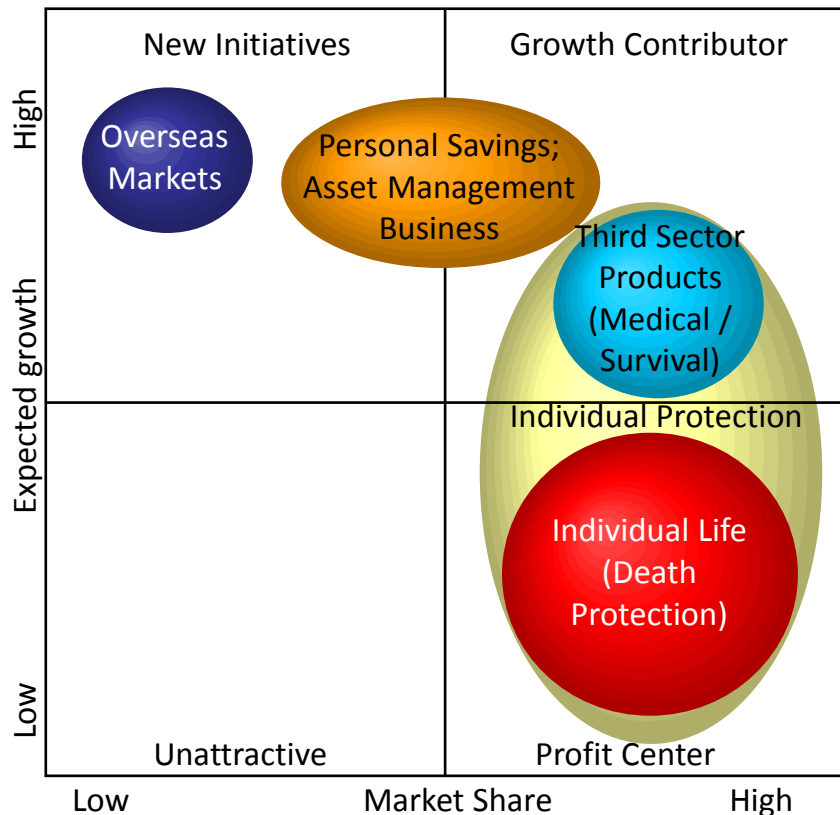 New Initiatives
Growth Contributor
High
Overseas
Markets
Personal Savings;
Asset Management
Business
Third Sector
Products
(Medical /
Survival)
Expected growth
Individual Protection
Individual Life
(Death
Protection)
Low
Unattractive
Profit Center
Low
Market Share
High